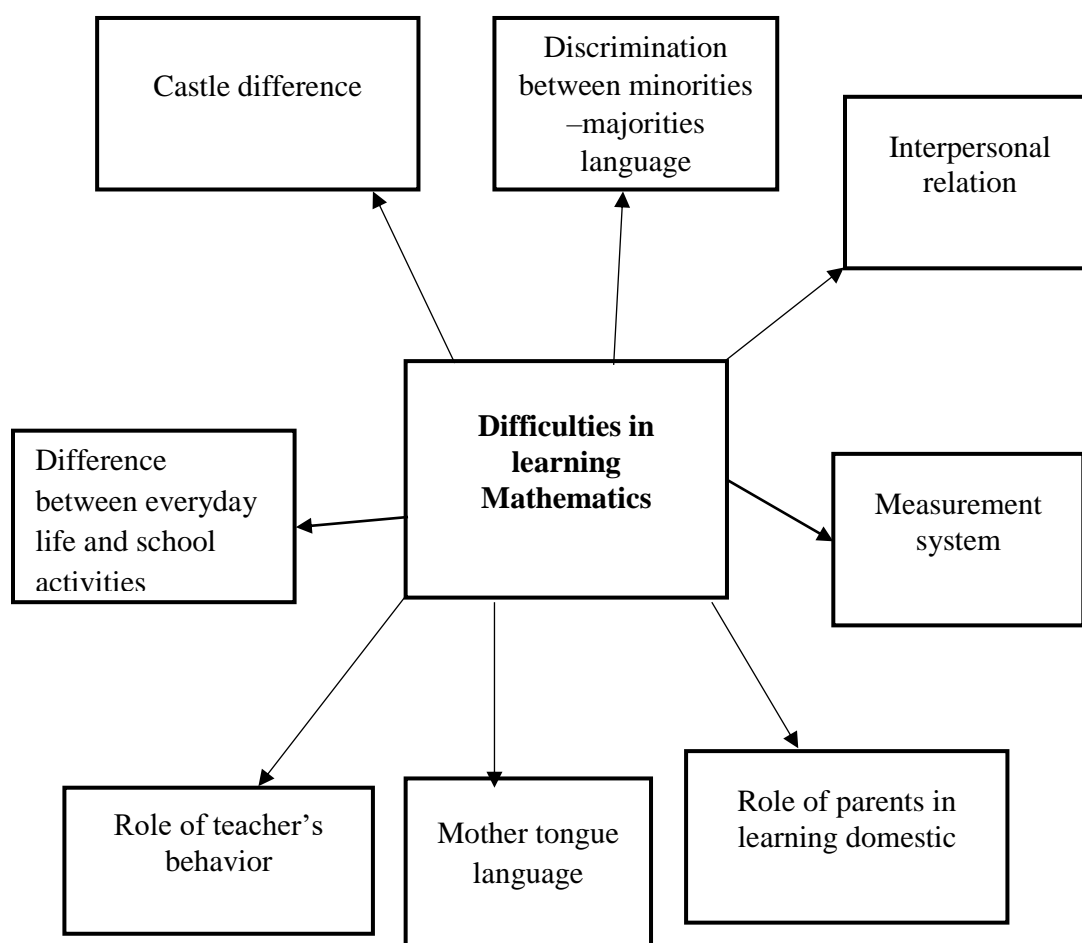 Castle difference
Discrimination
between minorities
–majorities
language
Interpersonal
relation
Difficulties in
learning
Mathematics
Difference
between everyday
life and school
activities
Measurement
system
Role of teacher’s
behavior
Mother tongue
language
Role of parents in
learning domestic